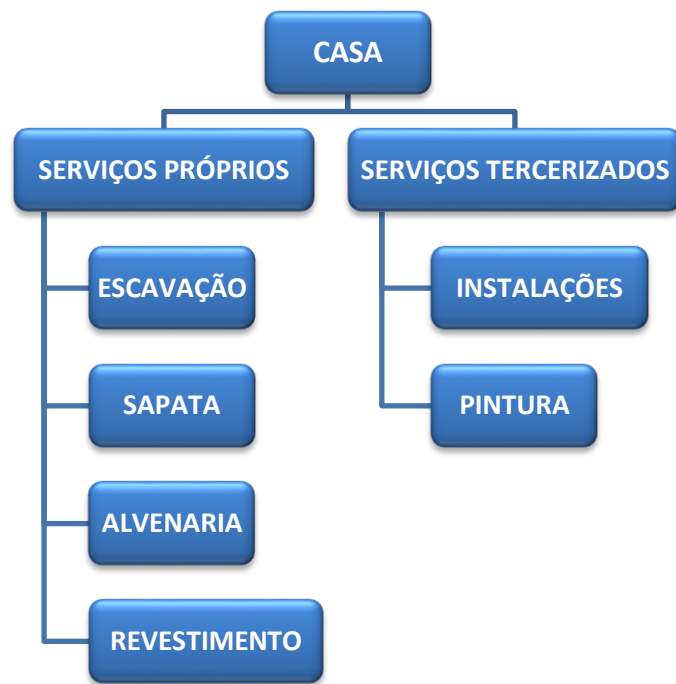 CASA
SERVIÇOS PRÓPRIOS
ESCAVAÇÃO
SAPATA
ALVENARIA
REVESTIMENTO
SERVIÇOS TERCERIZADOS
INSTALAÇÕES
PINTURA